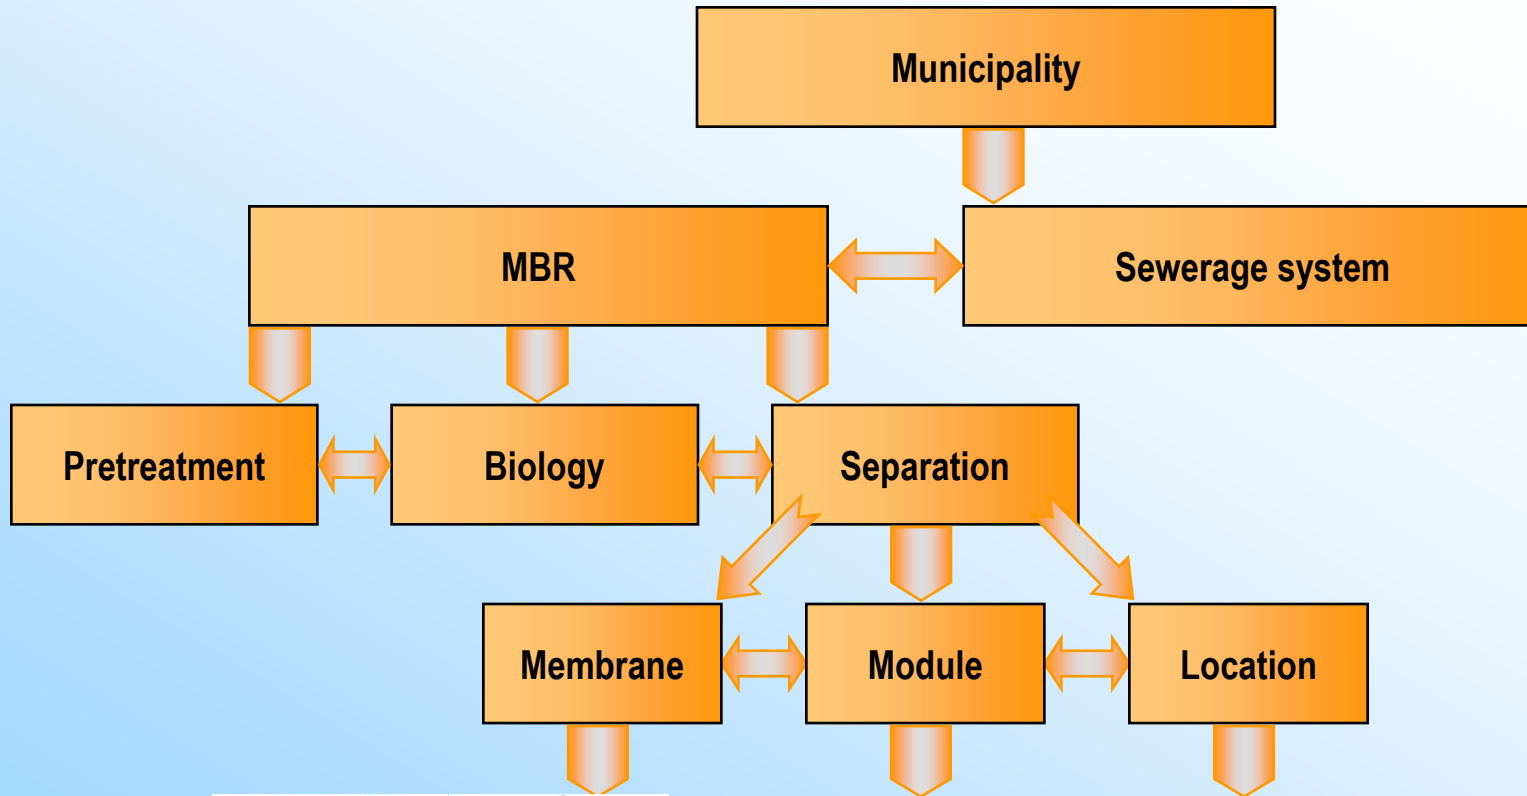 Municipality
MBR
Sewerage system
Pretreatment
Biology
Separation
Membrane
Module
Location